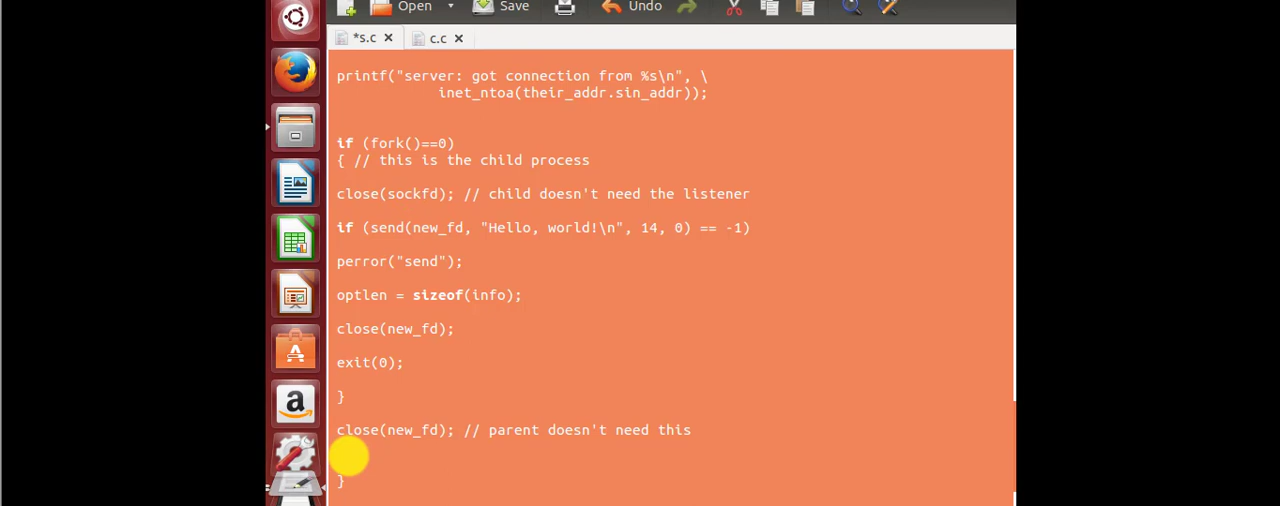 Open Save Undo
*s.c × c.c ×
printf("server: got connection from %s\n", \
inet_ntoa(their_addr.sin_addr));
if (fork()==0)
{ // this is the child process
close(sockfd); // child doesn't need the listener
if (send(new_fd, "Hello, world!\n", 14, 0) == -1)
perror("send");
optlen = sizeof(info);
close(new_fd);
exit(0);
}
close(new_fd); // parent doesn't need this
}